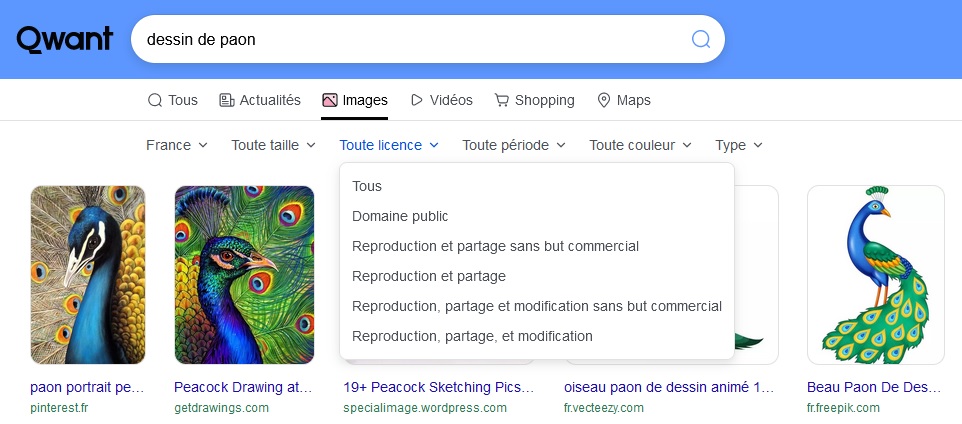 Qwant
dessin de paon
Tous Actualités Images Vidéos Shopping Maps
France Toute taille Toute licence Toute période Toute couleur Type
Tous
Domaine public
Reproduction et partage sans but commercial
Reproduction et partage
Reproduction, partage et modification sans but commercial
Reproduction, partage, et modification
paon portrait pe... Peacock Drawing at... 19+ Peacock Sketching Pics... oiseau paon de dessin animé 1... Beau Paon De Des...
pinterest.fr getdrawings.com specialimage.wordpress.com fr.vecteezy.com fr.freepik.com